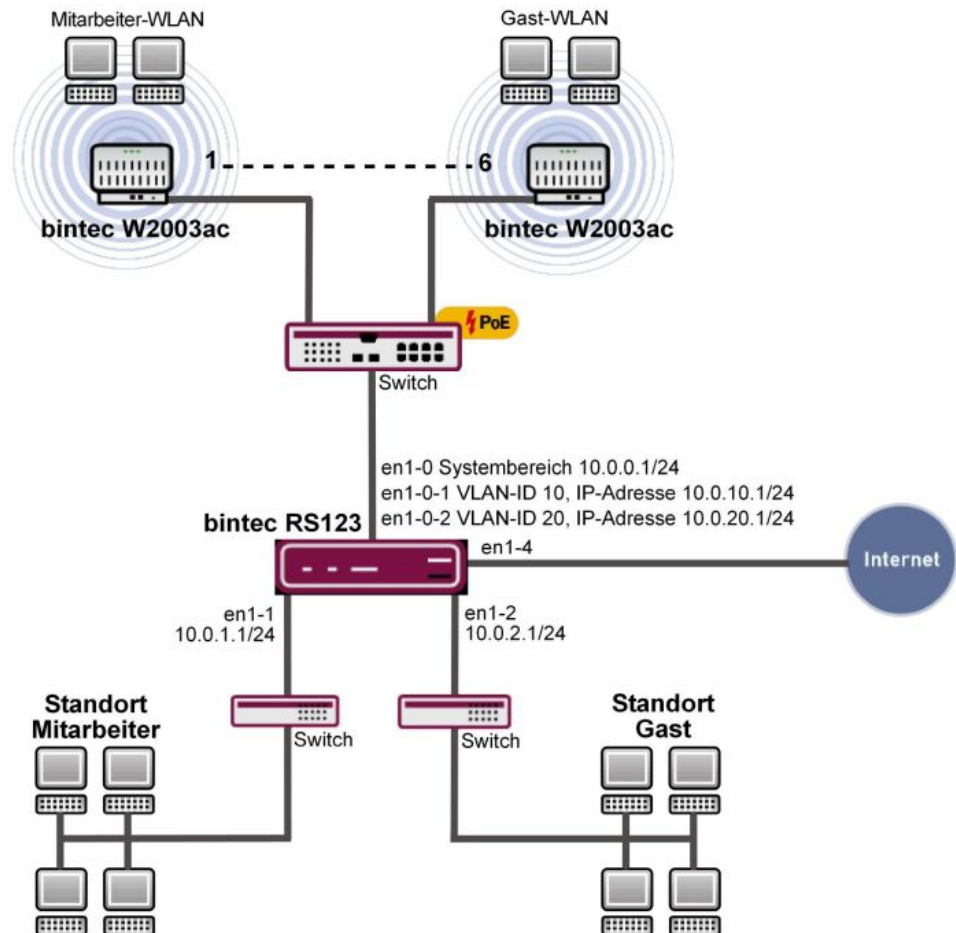 Mitarbeiter-WLAN
Gast-WLAN
1
6
bintec W2003ac
bintec W2003ac
PoE
Switch
en1-0 Systembereich 10.0.0.1/24
en1-0-1 VLAN-ID 10, IP-Adresse 10.0.10.1/24
en1-0-2 VLAN-ID 20, IP-Adresse 10.0.20.1/24
bintec RS123
en1-4
Internet
en1-1
10.0.1.1/24
en1-2
10.0.2.1/24
Standort
Mitarbeiter
Switch
Switch
Standort
Gast